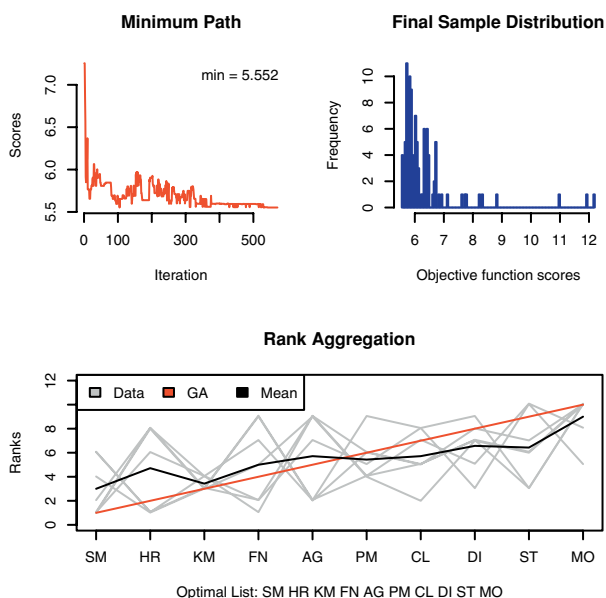 Minimum Path
min = 5.552
Scores
7.0
6.5
6.0
5.5
0 100 300 500
Iteration
Final Sample Distribution
Frequency
10
8
6
4
2
0
6 7 8 9 10 11 12
Objective function scores
Rank Aggregation
Data GA Mean
Ranks
12
8
6
4
2
0
SM HR KM FN AG PM CL DI ST MO
Optimal List: SM HR KM FN AG PM CL DI ST MO